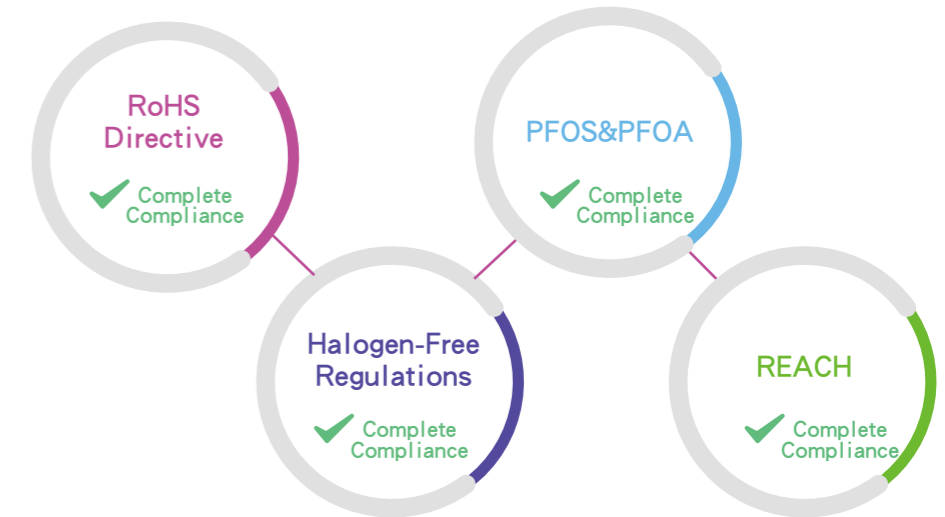 RoHS
Directive
Complete
Compliance
PFOS&PFOA
Complete
Compliance
Halogen-Free
Regulations
Complete
Compliance
REACH
Complete
Compliance